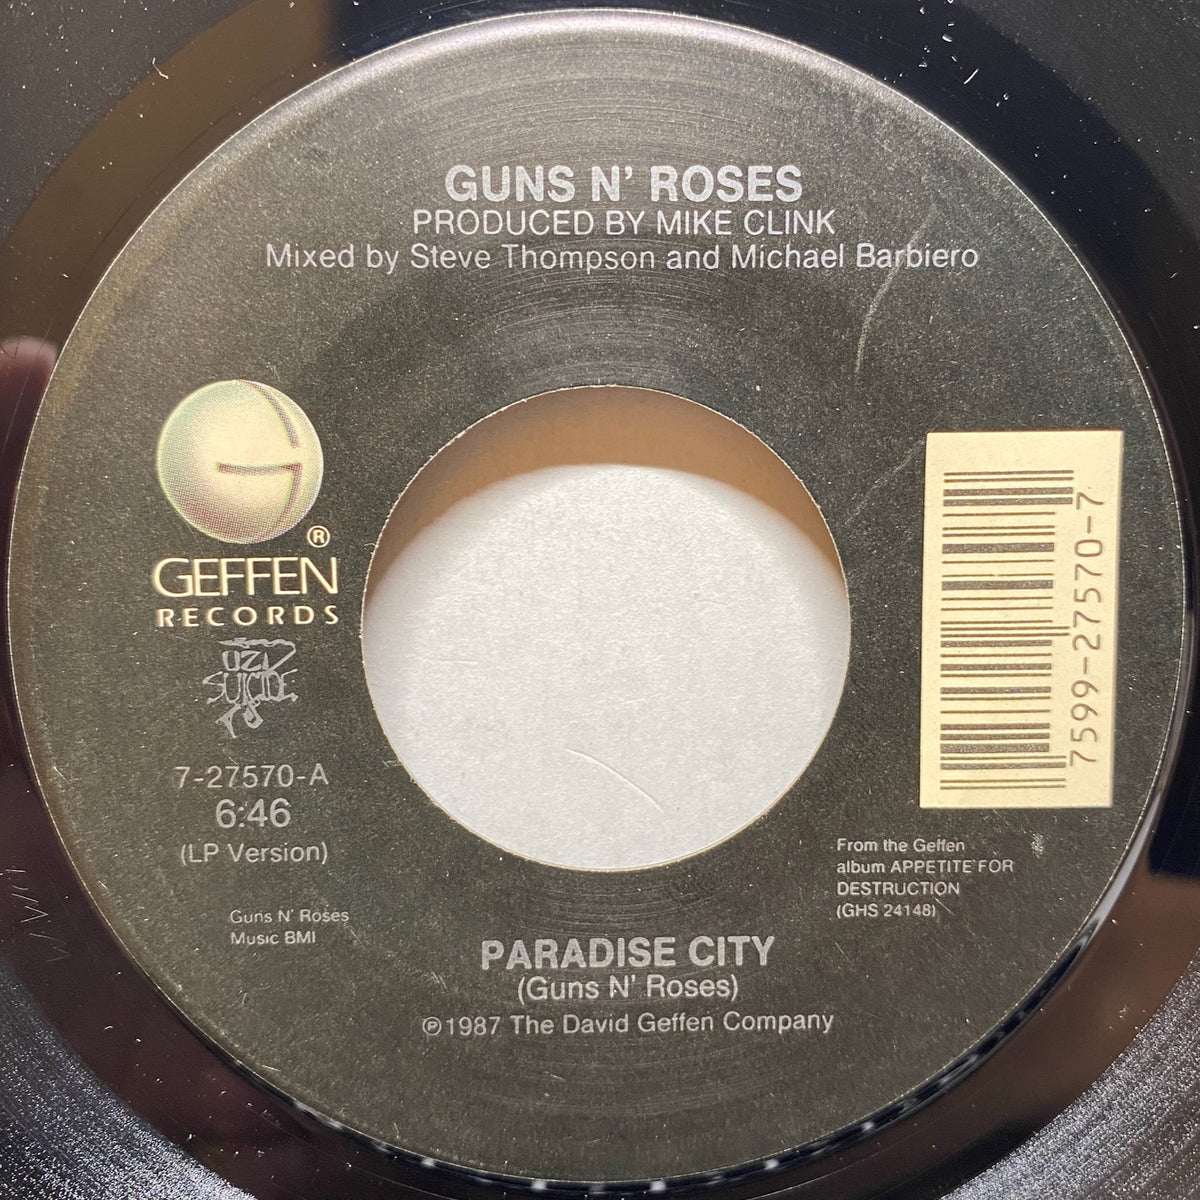 GUNS N' ROSES
PRODUCED BY MIKE CLINK
Mixed by Steve Thompson and Michael Barbiero
G
®
GEFFEN
RECORDS
UZI
SUICIDE
7-27570-A
6:46
(LP Version)
Guns N' Roses
Music BMI
7599-27570-7
From the Geffen
album APPETITE FOR
DESTRUCTION
(GHS 24148)
PARADISE CITY
(Guns N' Roses)
℗1987 The David Geffen Company